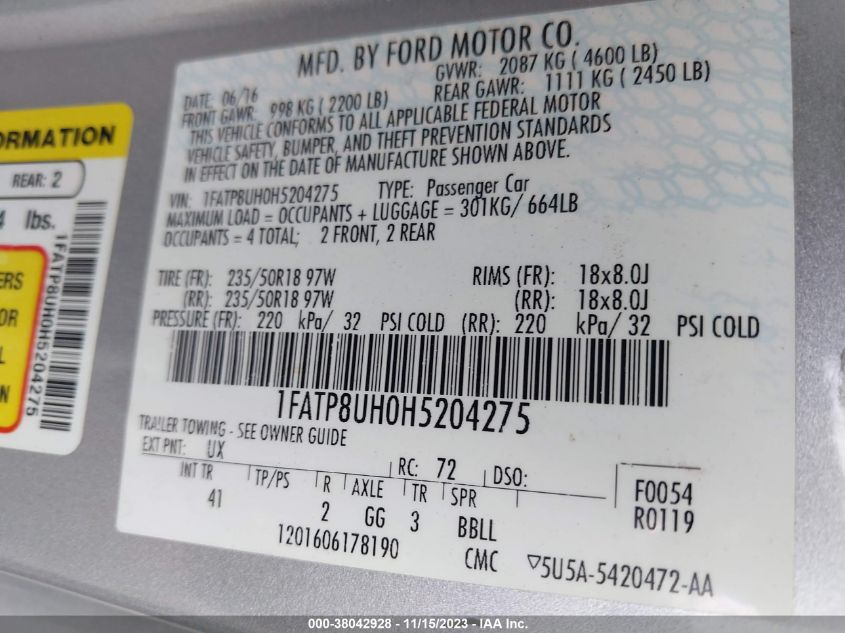 MFD. BY FORD MOTOR CO.
DATE: 06/16
GVWR: 2087 KG ( 4600 LB)
FRONT GAWR: 998 KG ( 2200 LB)
REAR GAWR: 1111 KG ( 2450 LB)
THIS VEHICLE CONFORMS TO ALL APPLICABLE FEDERAL MOTOR
VEHICLE SAFETY, BUMPER, AND THEFT PREVENTION STANDARDS
IN EFFECT ON THE DATE OF MANUFACTURE SHOWN ABOVE.
VIN: 1FATP8UH0H5204275 TYPE: Passenger Car
MAXIMUM LOAD = OCCUPANTS + LUGGAGE = 301KG/ 664LB
OCCUPANTS = 4 TOTAL; 2 FRONT, 2 REAR
TIRE (FR): 235/50R18 97W RIMS (FR): 18x8.0J
(RR): 235/50R18 97W (RR): 18x8.0J
PRESSURE (FR): 220 kPa/ 32 PSI COLD (RR): 220 kPa/ 32 PSI COLD
1FATP8UH0H5204275
TRAILER TOWING - SEE OWNER GUIDE
EXT PNT: UX RC: 72 DSO:
INT TR TP/PS R AXLE TR SPR
41 2 GG 3 BBLL
F0054
R0119
1201606178190 CMC ▽5U5A-5420472-AA
ORMATION
REAR: 2
4 lbs.
ERS
OR
L
N
1FATP8UH0H5204275
000-38042928 - 11/15/2023 - IAA Inc.